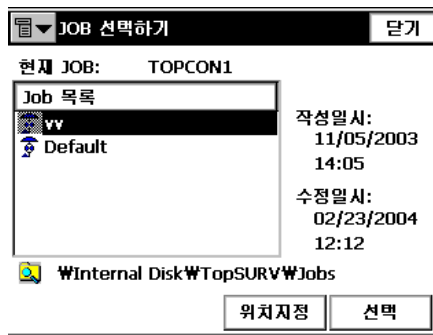 JOB 선택하기
닫기
현재 JOB: TOPCON1
Job 목록
vv
Default
작성일시:
11/05/2003
14:05
수정일시:
02/23/2004
12:12
₩Internal Disk₩TopSURV₩Jobs
위치지정
선택